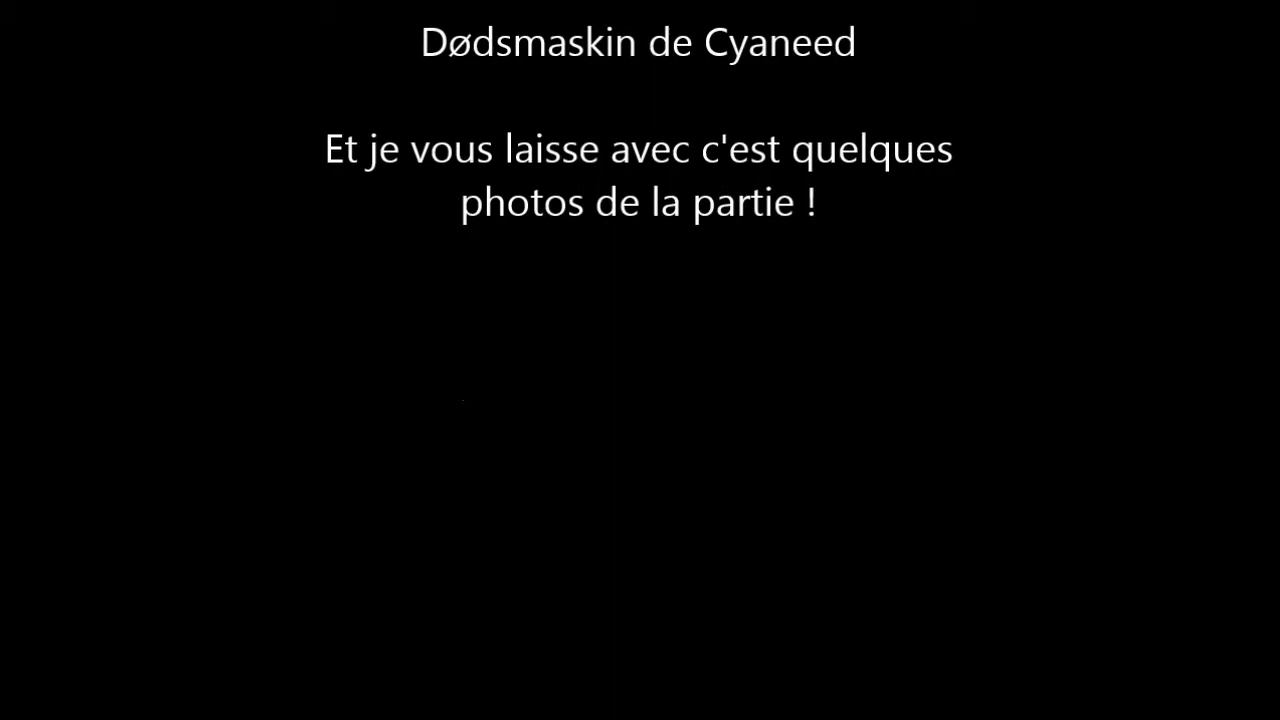 Dødsmaskin de Cyaneed
Et je vous laisse avec c'est quelques
photos de la partie !